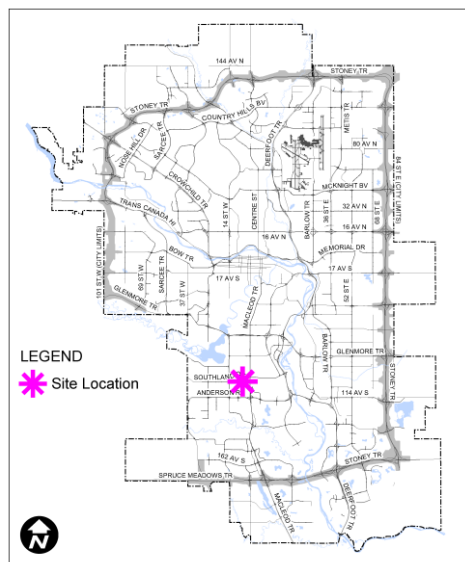 144 AV N
STONEY TR
STONEY TR
COUNTRY HILLS BV
NOSE HILL DR
SARCEE TR
DEERFOOT TR
METIS TR
80 AV N
84 ST E (CITY LIMITS)
CROWCHILD TR
MCKNIGHT BV
TRANS CANADA HI
14 ST W
CENTRE ST
BARLOW TR
36 ST E
32 AV N
68 ST E
16 AV N
16 AV N
BOW TR
MEMORIAL DR
101 ST W (CITY LIMITS)
69 ST W
SARCEE TR
37 ST W
17 AV S
17 AV S
52 ST E
GLENMORE TR
MACLEOD TR
BARLOW TR
GLENMORE TR
LEGEND
Site Location
SOUTHLAND
ANDERSON
114 AV S
STONEY TR
162 AV S
STONEY TR
SPRUCE MEADOWS TR
MACLEOD TR
DEERFOOT TR
N